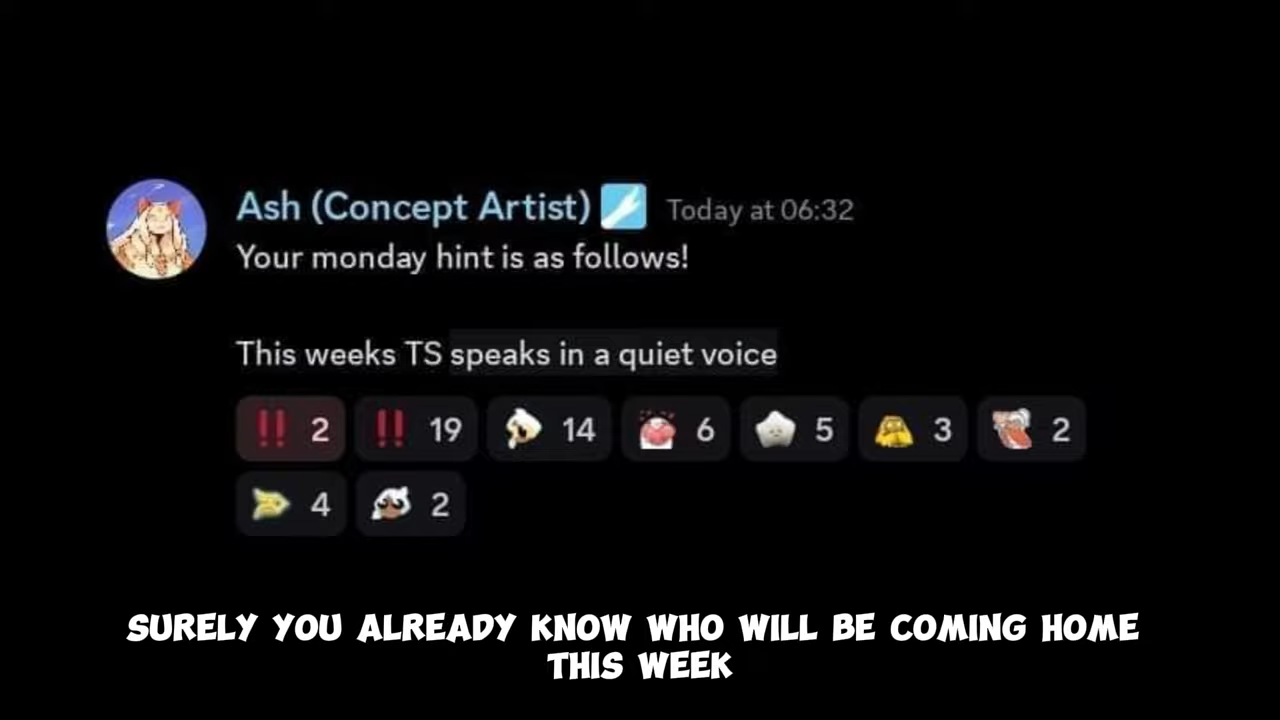 Ash (Concept Artist) Today at 06:32
Your monday hint is as follows!
This weeks TS speaks in a quiet voice
‼ 2 ‼ 19 14 6 5 3 2
4 2
SURELY YOU ALREADY KNOW WHO WILL BE COMING HOME
THIS WEEK